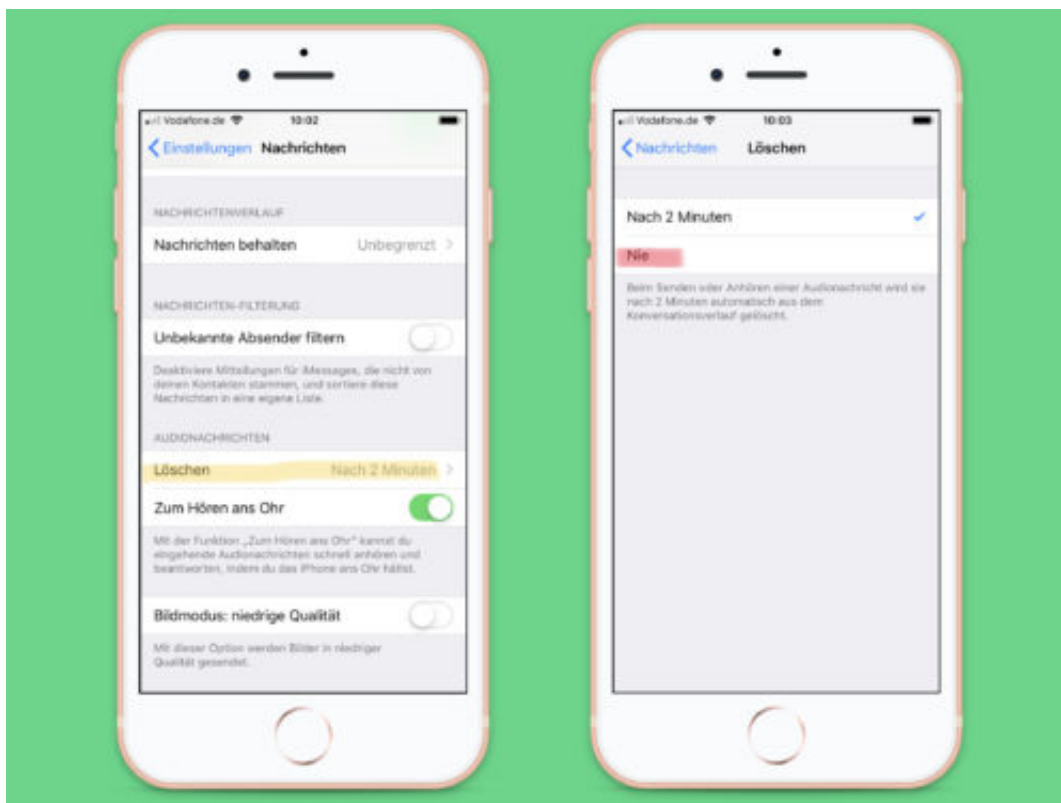 Vodafone.de 10:02
Einstellungen Nachrichten
NACHRICHTENVERLAUF
Nachrichten behalten Unbegrenzt
NACHRICHTEN-FILTERUNG
Unbekannte Absender filtern
Deaktiviere Mitteilungen für iMessages, die nicht von
deinen Kontakten stammen, und sortiere diese
Nachrichten in eine eigene Liste.
AUDIONACHRICHTEN
Löschen Nach 2 Minuten
Zum Hören ans Ohr
Mit der Funktion „Zum Hören ans Ohr“ kannst du
eingehende Audionachrichten schnell anhören und
beantworten, indem du das iPhone ans Ohr hältst.
Bildmodus: niedrige Qualität
Mit dieser Option werden Bilder in niedriger
Qualität gesendet.
Vodafone.de 10:03
Nachrichten Löschen
Nach 2 Minuten
Nie
Beim Senden oder Anhören einer Audionachricht wird sie
nach 2 Minuten automatisch aus dem
Konversationsverlauf gelöscht.